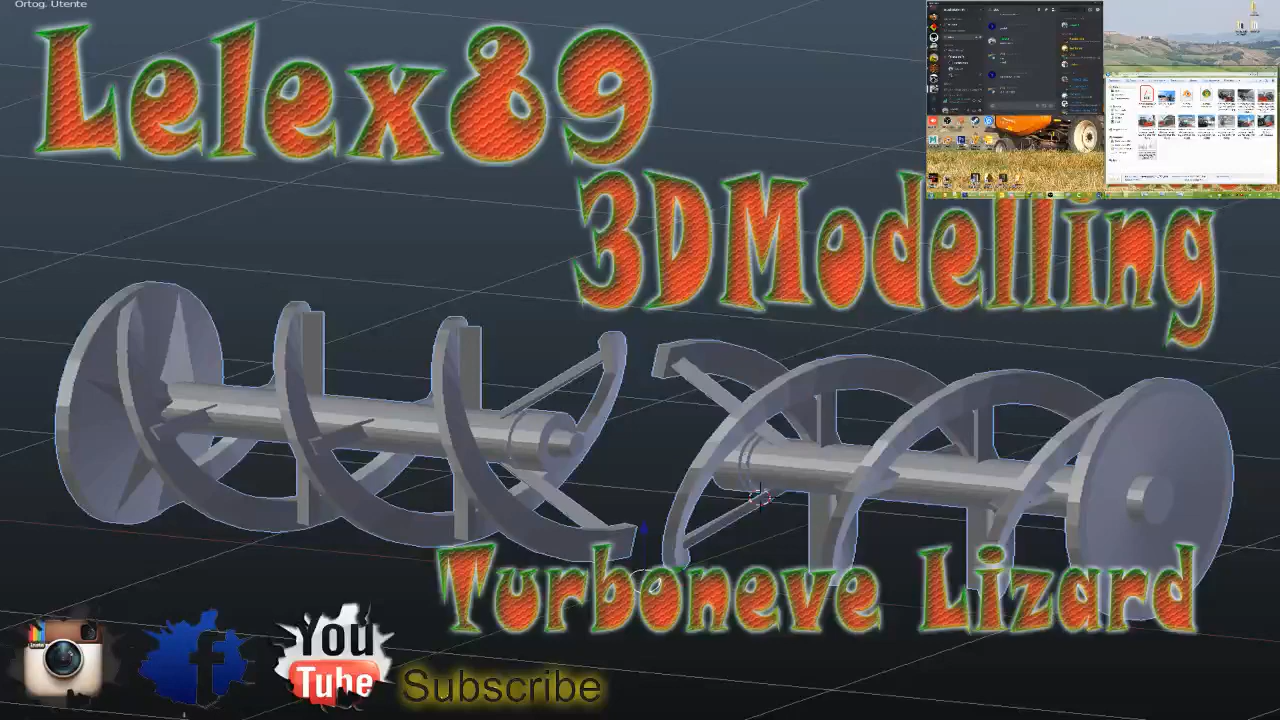 Ortog. Utente
Lelex89
3DModelling
Turboneve Lizard
You
Tube
Subscribe